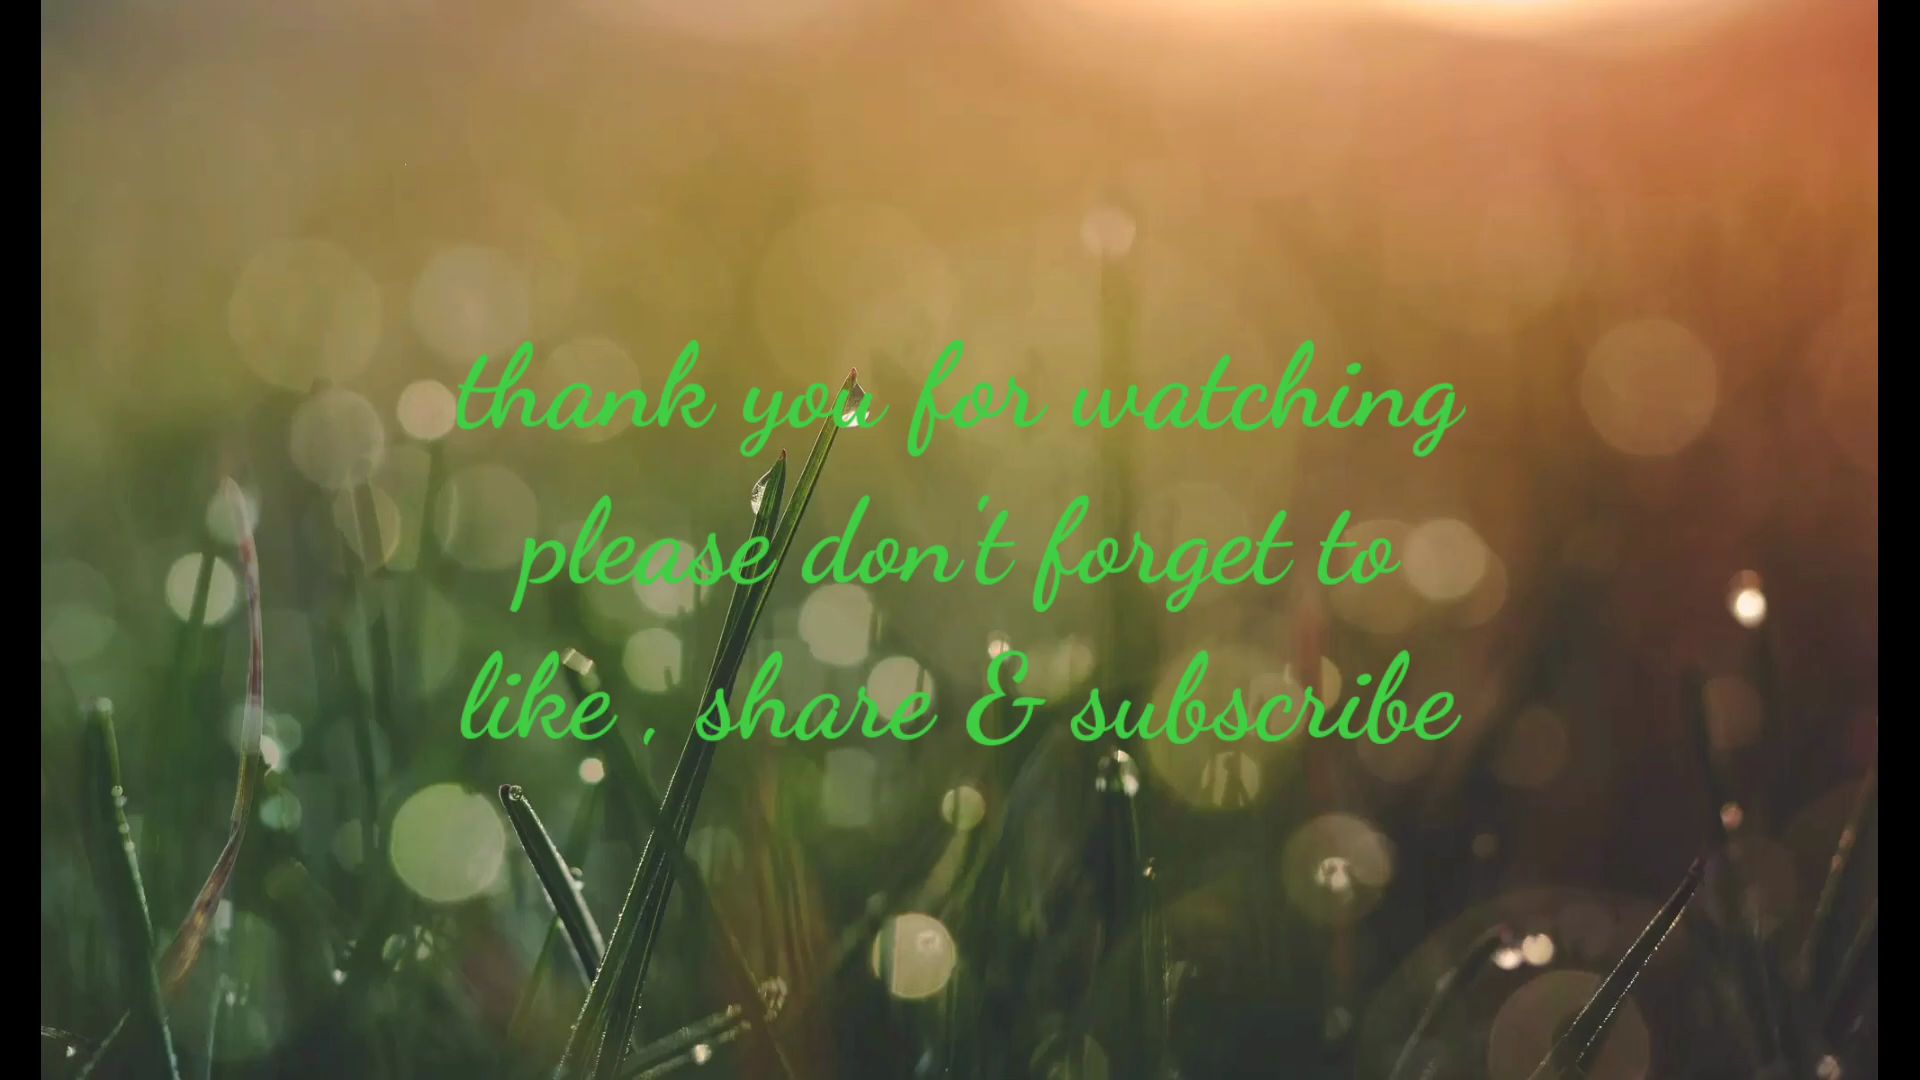 thank you for watching
please don't forget to
like , share & subscribe